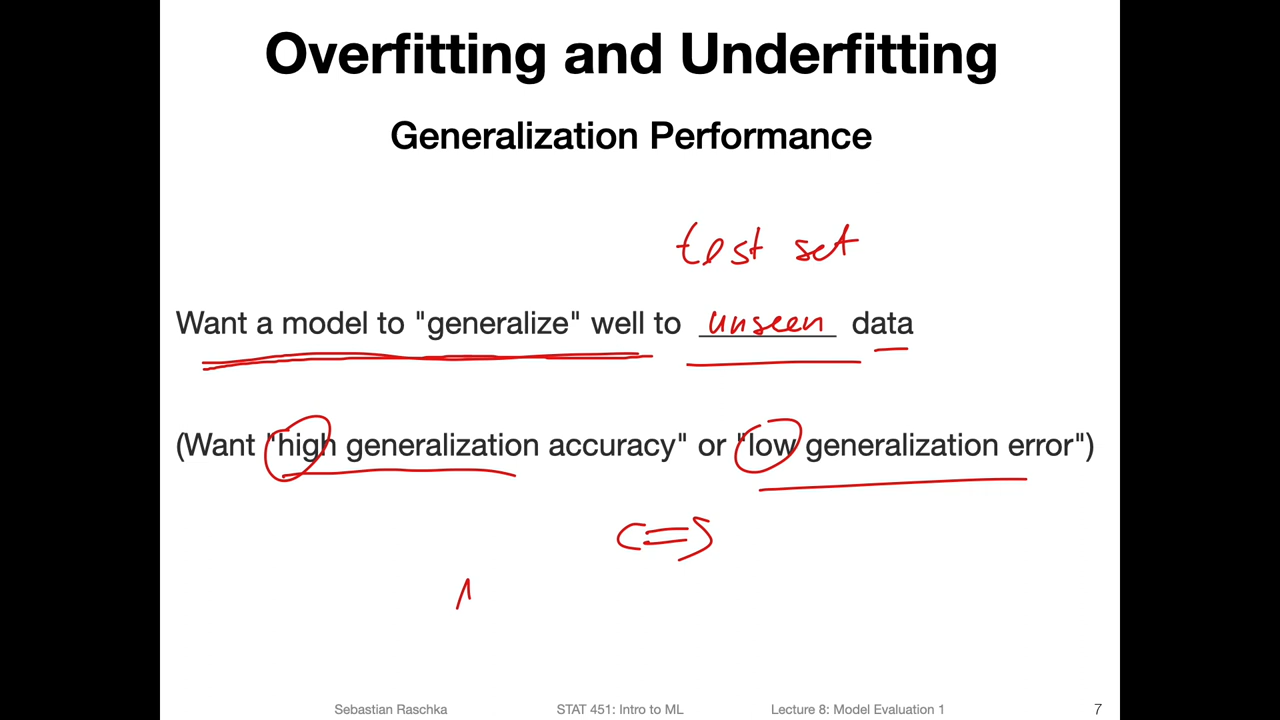 Overfitting and Underfitting
Generalization Performance
test set
Want a model to "generalize" well to unseen data
(Want "high generalization accuracy" or "low generalization error")
Sebastian Raschka STAT 451: Intro to ML Lecture 8: Model Evaluation 1 7